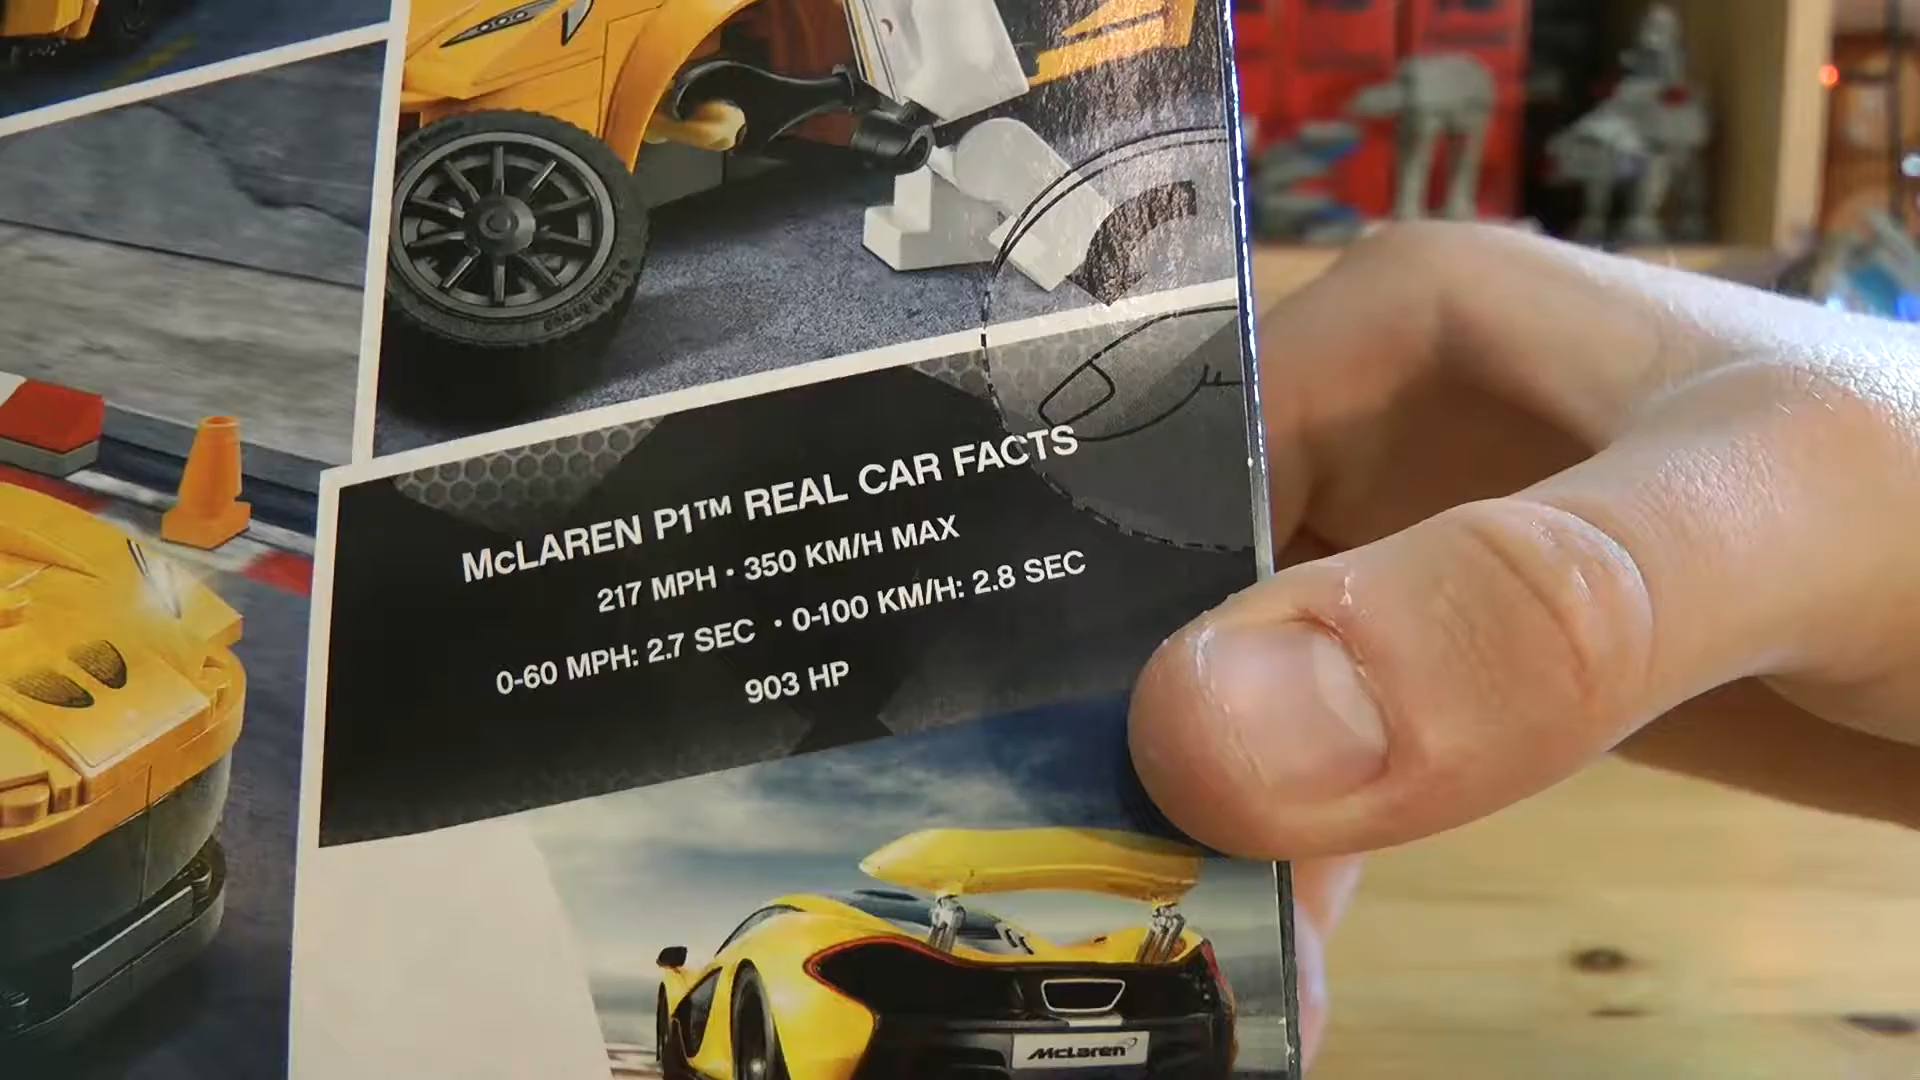 McLAREN P1™ REAL CAR FACTS
217 MPH • 350 KM/H MAX
0-60 MPH: 2.7 SEC • 0-100 KM/H: 2.8 SEC
903 HP
McLaren